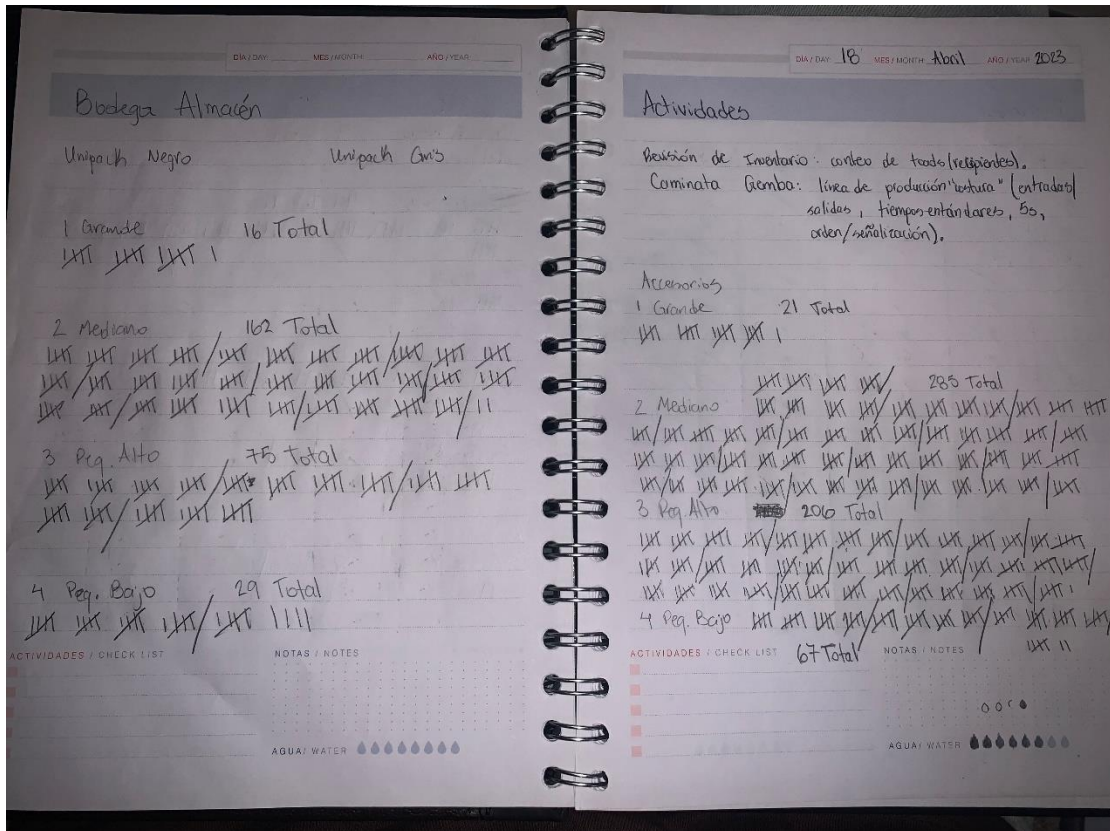 DÍA / DAY MES / MONTH AÑO / YEAR
Bodega Almacén
Unipack Negro Unipack Gris
1 Grande 16 Total
2 Mediano 162 Total
3 Peq. Alto 75 Total
4 Peq. Bajo 29 Total
ACTIVIDADES / CHECK LIST NOTAS / NOTES
AGUA / WATER
DÍA / DAY 18 MES / MONTH Abril AÑO / YEAR 2023
Actividades
Revisión de Inventario: conteo de toads (recipientes).
Caminata Gemba: línea de producción "costura" (entradas/
salidas, tiempos entándares, 5s,
orden/señalización).
Accesorios
1 Grande 21 Total
285 Total
2 Mediano
3 Peq. Alto 206 Total
4 Peq. Bajo
67 Total
ACTIVIDADES / CHECK LIST NOTAS / NOTES
AGUA / WATER